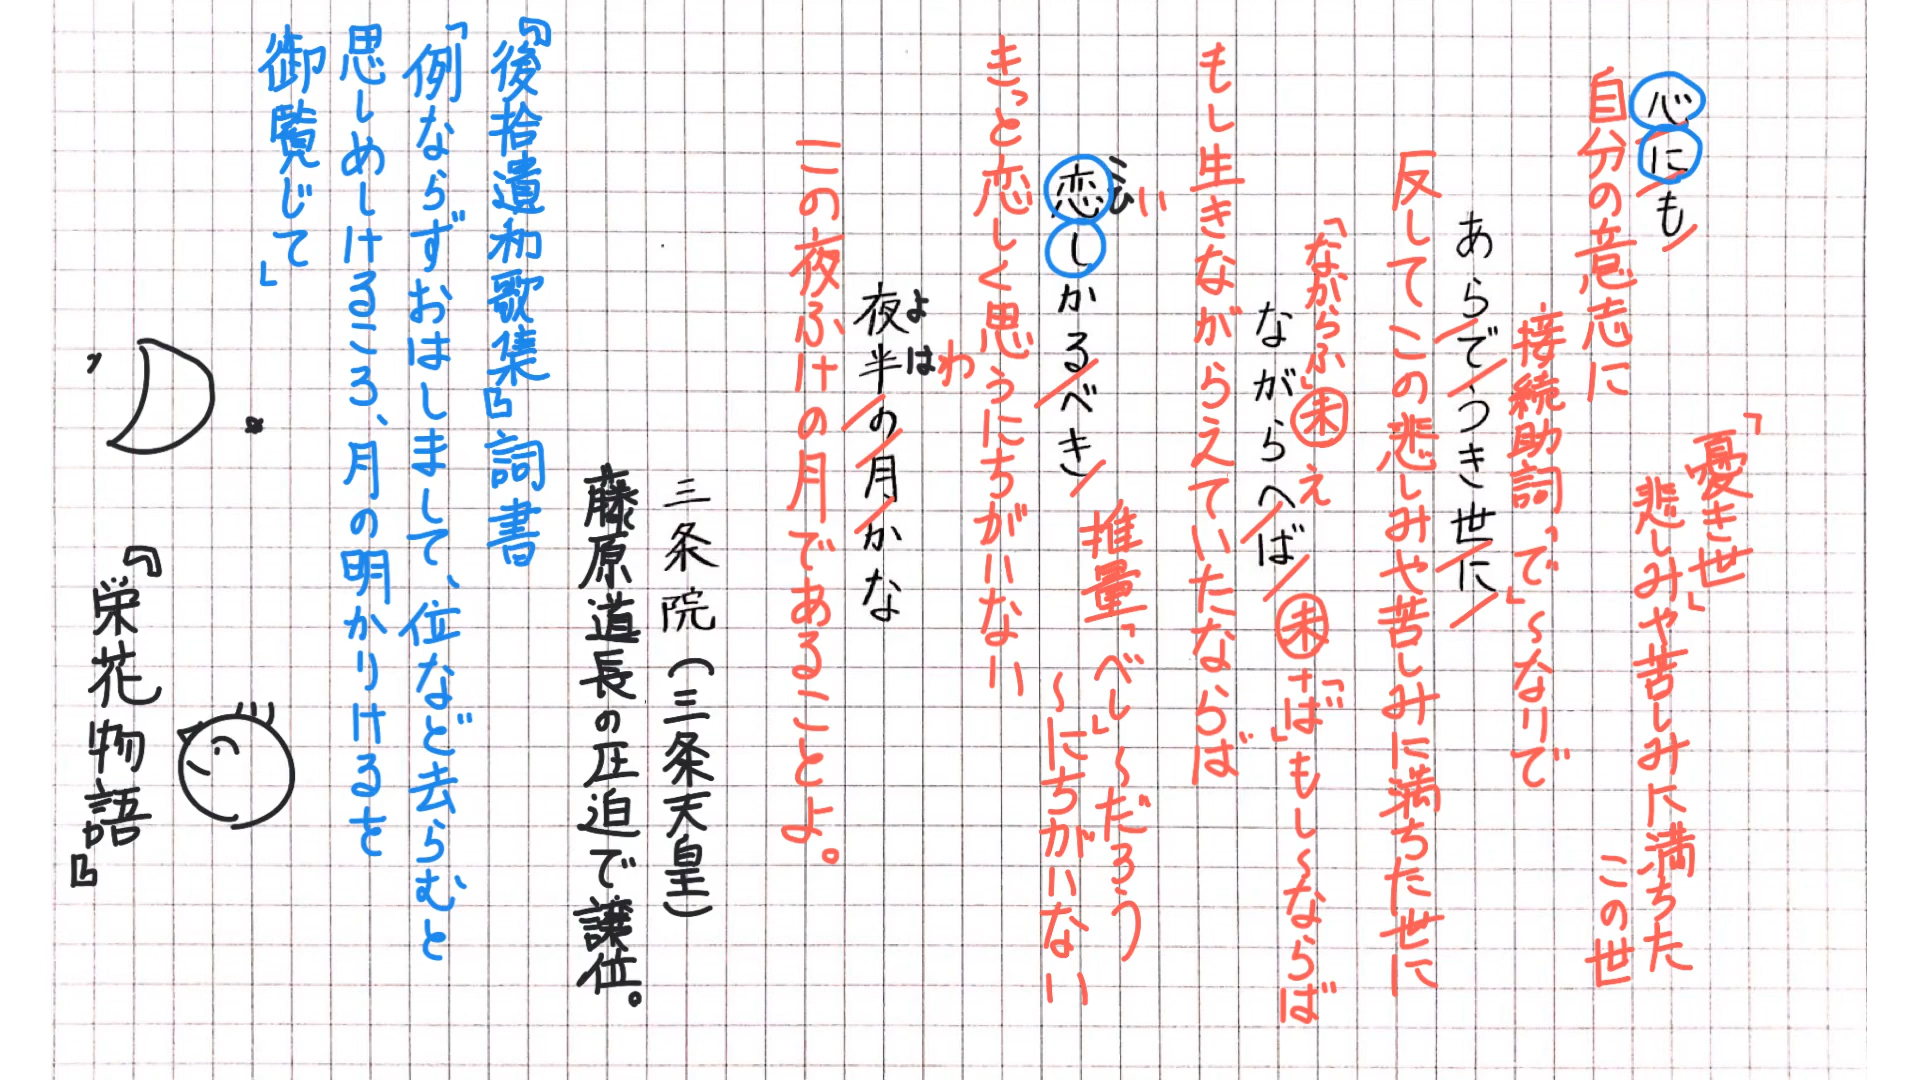 心にも
自分の意志に
「憂き世」
悲しみや苦しみに満ちた
この世
接続助詞「で」～なりで
あらでうき世に
反してこの悲しみや苦しみに満ちた世に
「ながらふ」未 え
ながらへば
未+「ば」もし～ならば
もし生きながらえていたならば
こひ い
恋しかるべき
推量「べし」～だろう
～にちがいない
きっと恋しく思うにちがいない
よは わ
夜半の月かな
この夜ふけの月であることよ。
三条院(三条天皇)
藤原道長の圧迫で譲位。
『後拾遺和歌集』詞書
「例ならずおはしまして、位など去らむと
思しめしけるころ、月の明かりけるを
御覧じて」
『栄花物語』